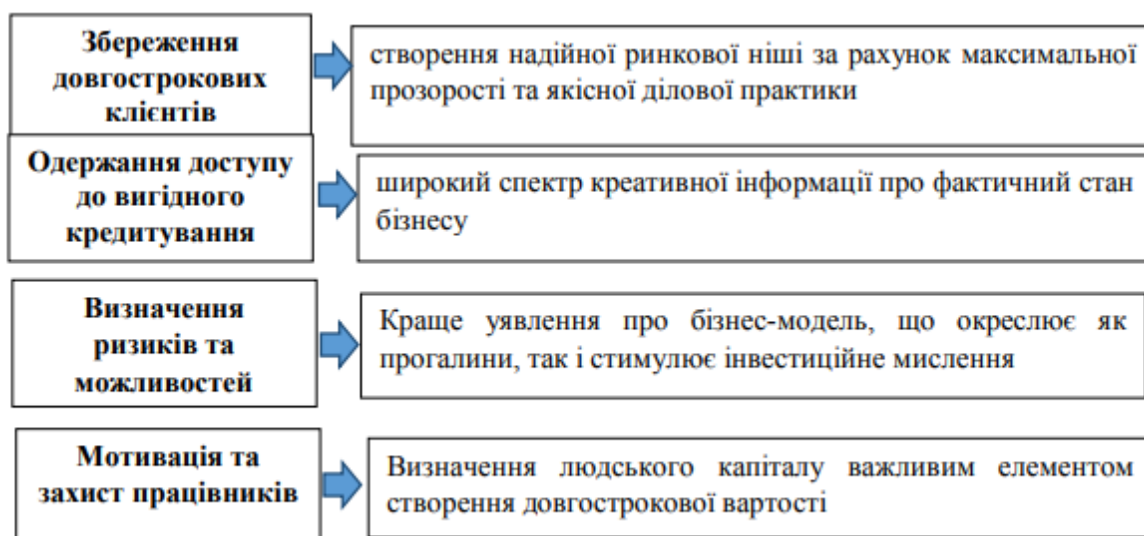 Збереження
довгострокових
клієнтів
створення надійної ринкової ніші за рахунок максимальної
прозорості та якісної ділової практики
Одержання доступу
до вигідного
кредитування
широкий спектр креативної інформації про фактичний стан
бізнесу
Визначення
ризиків та
можливостей
Краще уявлення про бізнес-модель, що окреслює як
прогалини, так і стимулює інвестиційне мислення
Мотивація та
захист працівників
Визначення людського капіталу важливим елементом
створення довгострокової вартості